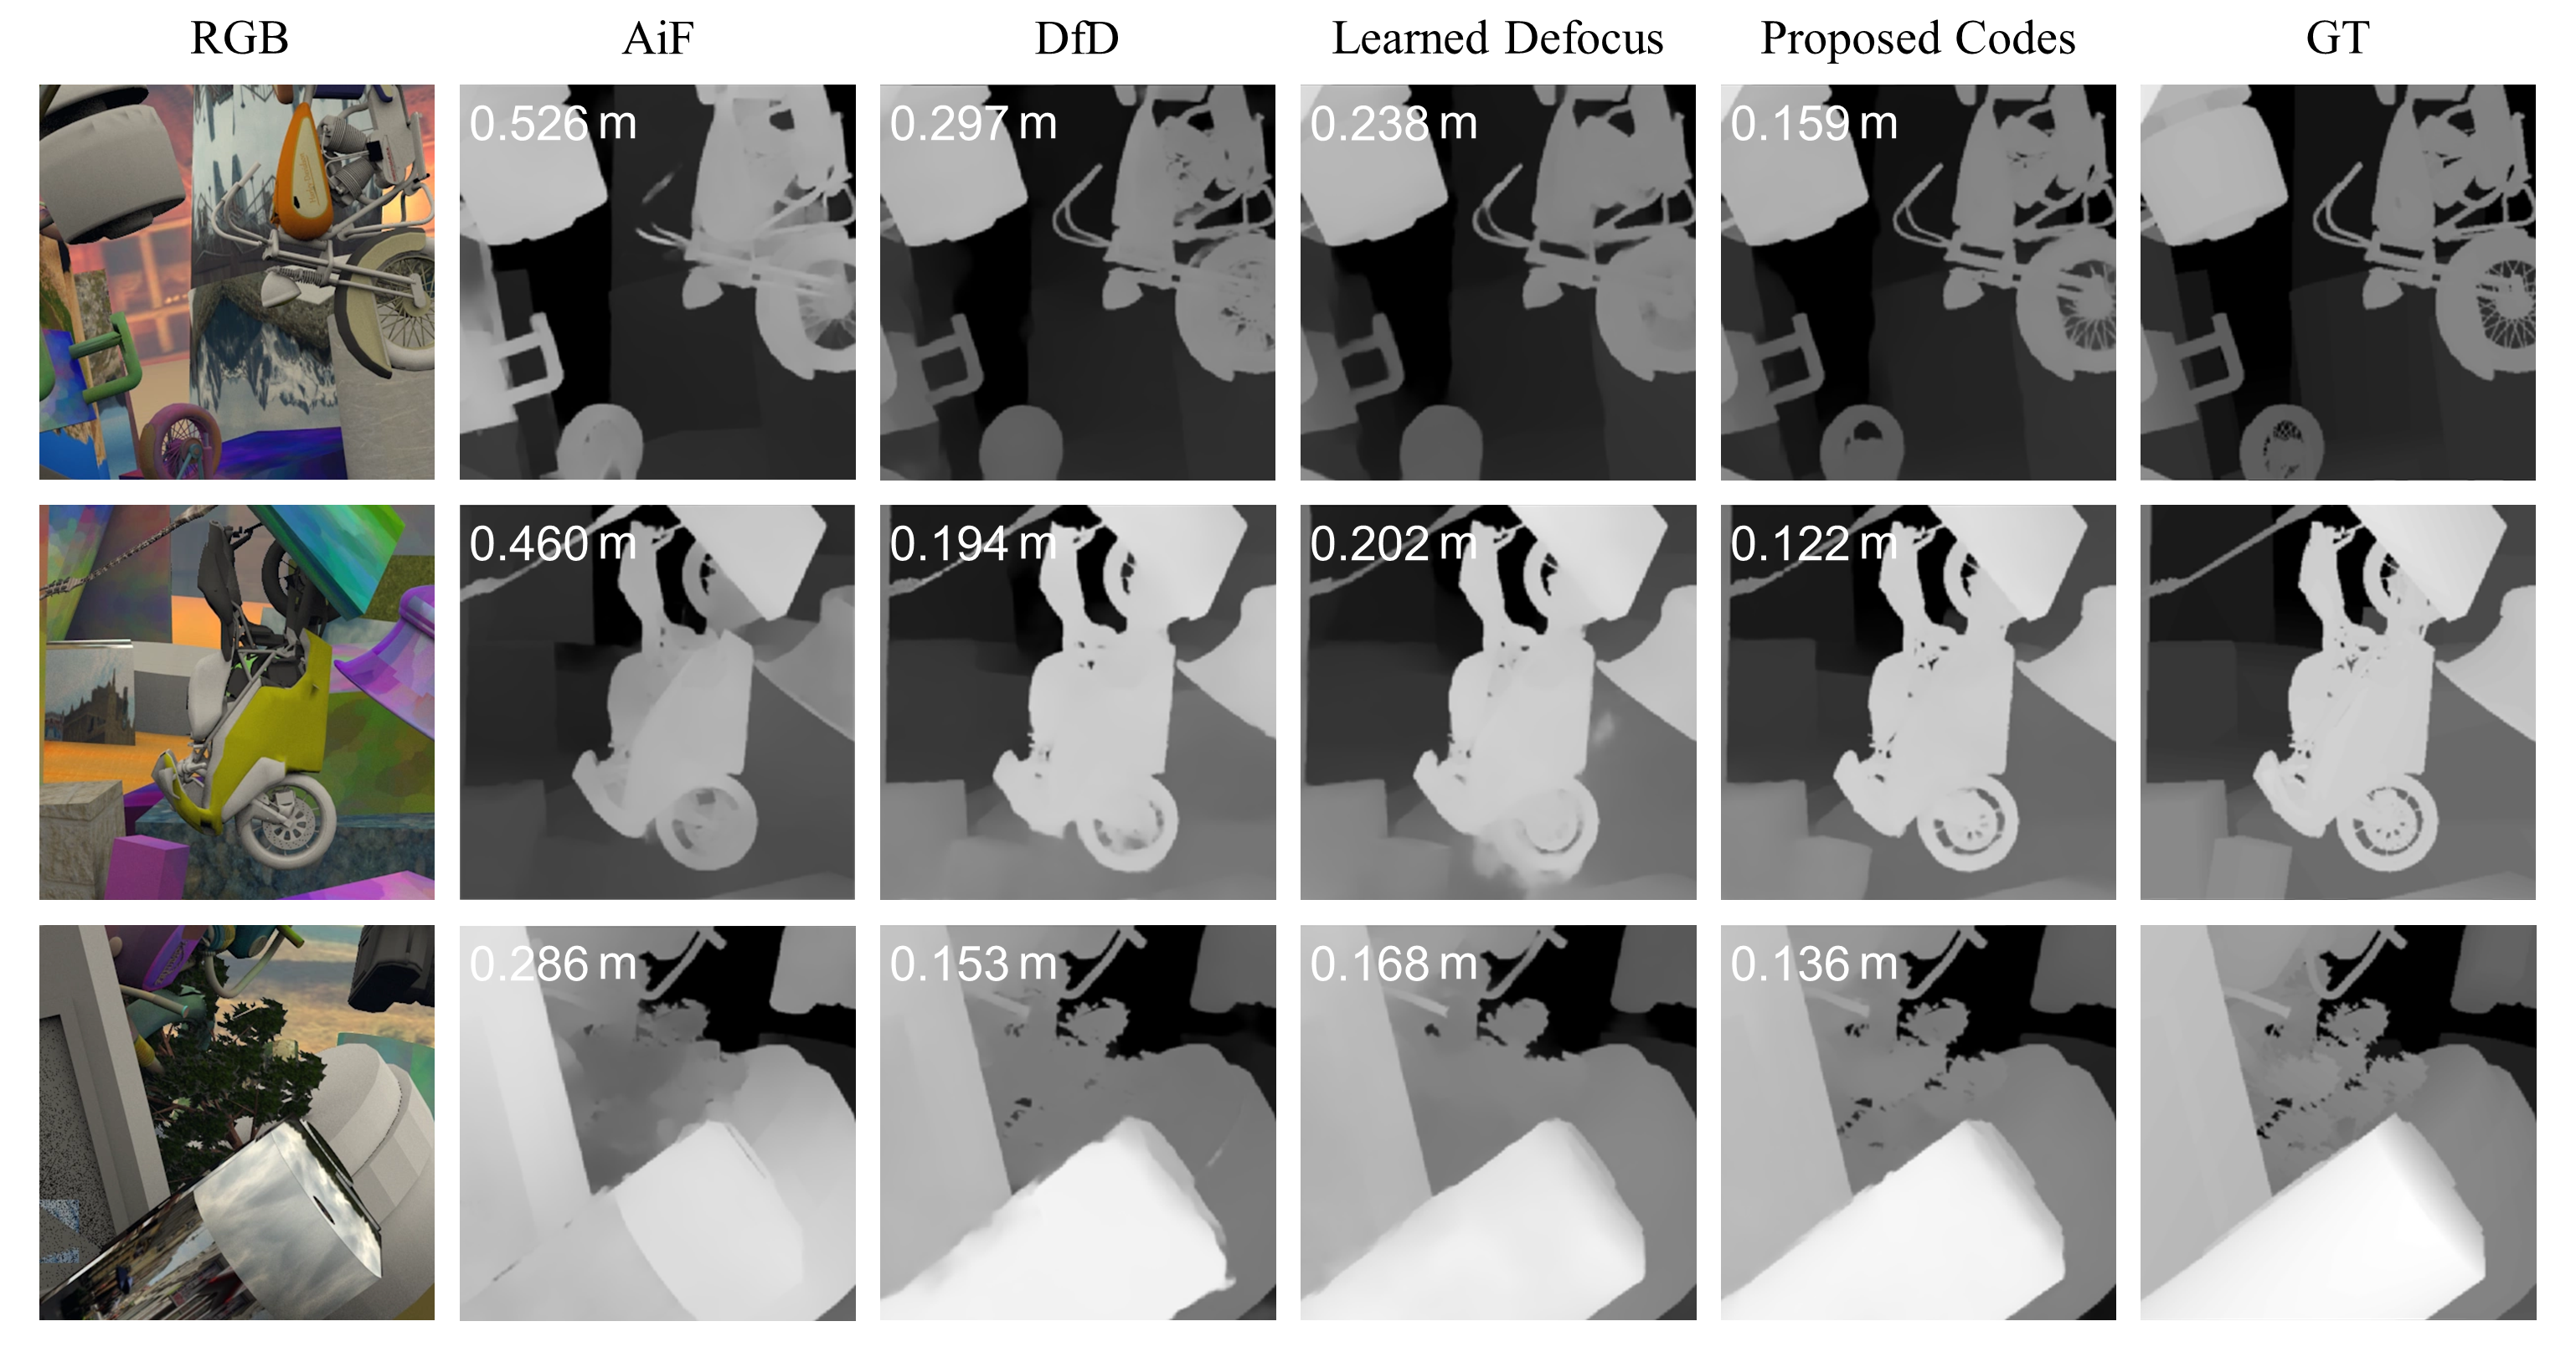 RGB AiF DfD Learned Defocus Proposed Codes GT
0.526 m 0.297 m 0.238 m 0.159 m
0.460 m 0.194 m 0.202 m 0.122 m
0.286 m 0.153 m 0.168 m 0.136 m